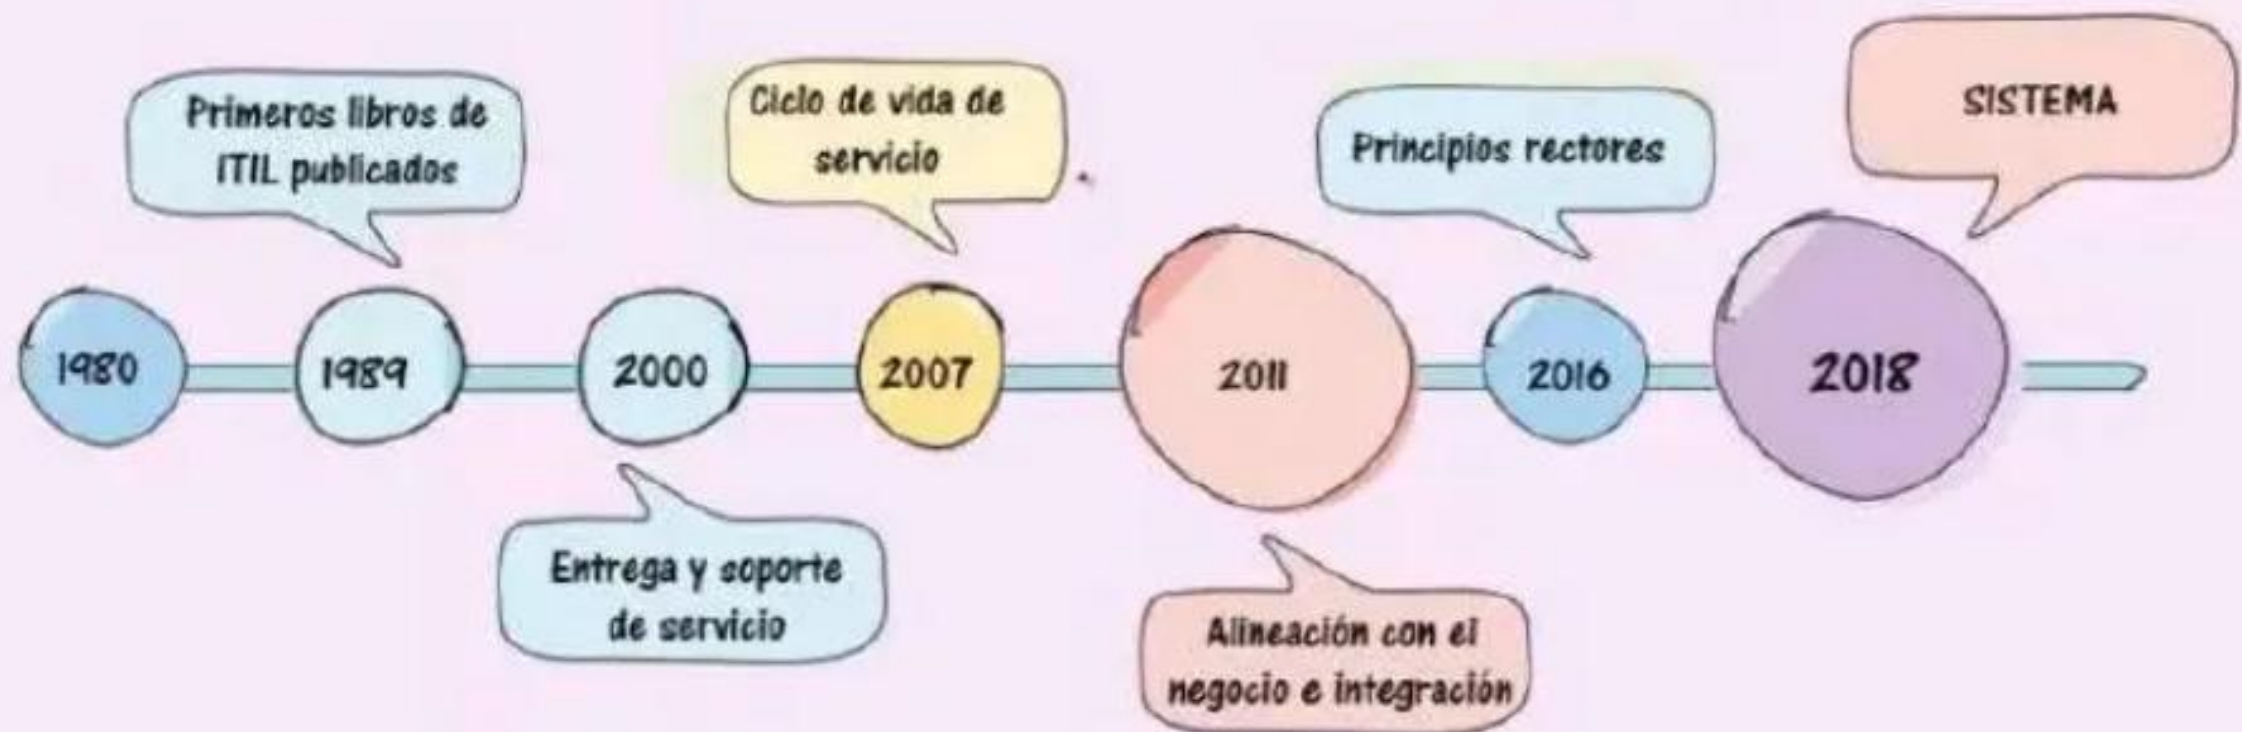 Primeros libros de
ITIL publicados
Ciclo de vida de
servicio
Principios rectores
SISTEMA
1980
1989
2000
2007
2011
2016
2018
Entrega y soporte
de servicio
Alineación con el
negocio e integración